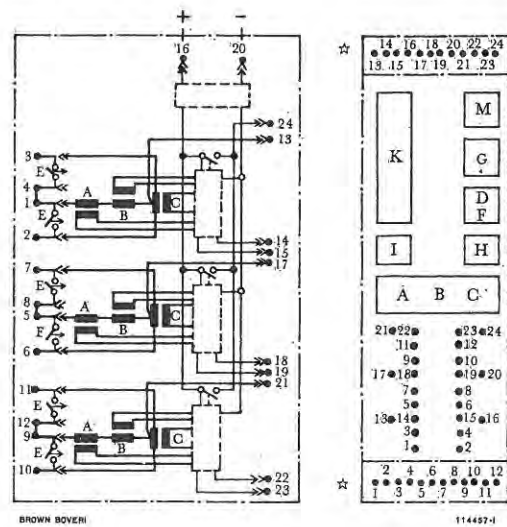 + −
16 20
24
13
3
E
4
A
1
C
E
B
2
14
15
17
7
E
8
A
5
C
F
B
6
18
19
21
11
E
12
A
9
C
E
B
10
22
23
BROWN BOVERI
☆ 14 16 18 20 22 24
13 15 17 19 21 23
M
K
G
D
F
I H
A B C
21 22 23 24
11 12
9 10
17 18 19 20
7 8
5 6
13 14 15 16
3 4
1 2
2 4 6 8 10 12
☆ 1 3 5 7 9 11
114457-I